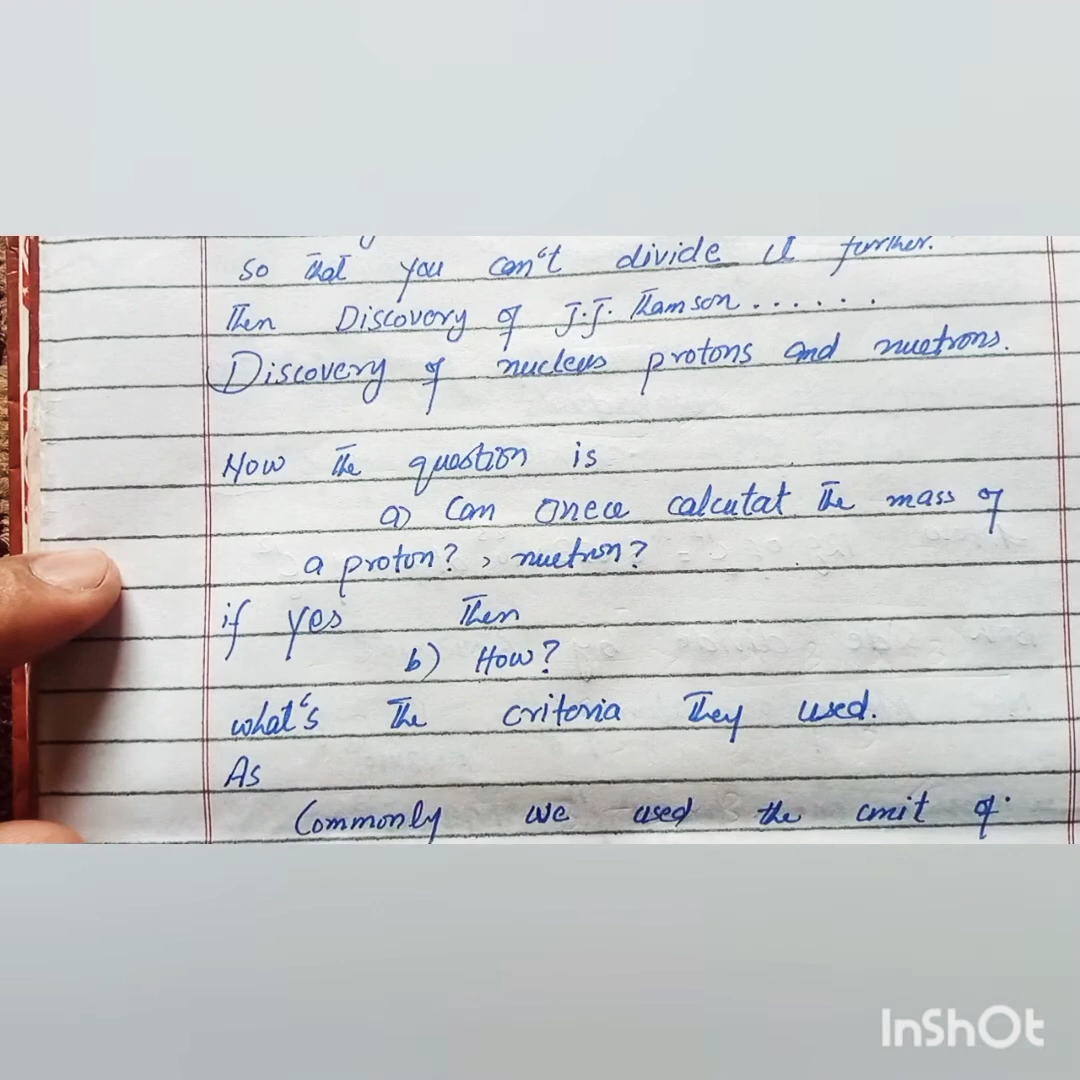 so that you can't divide it further.
Then Discovery of J.J. Thamson......
Discovery of nucleus protons and nuetrons.
Now the question is
a) Can onece calcutat the mass of
a proton? , nuetron?
if yes Then
b) How?
what's The criteria They used.
As
Commonly we used the unit of
InShOt